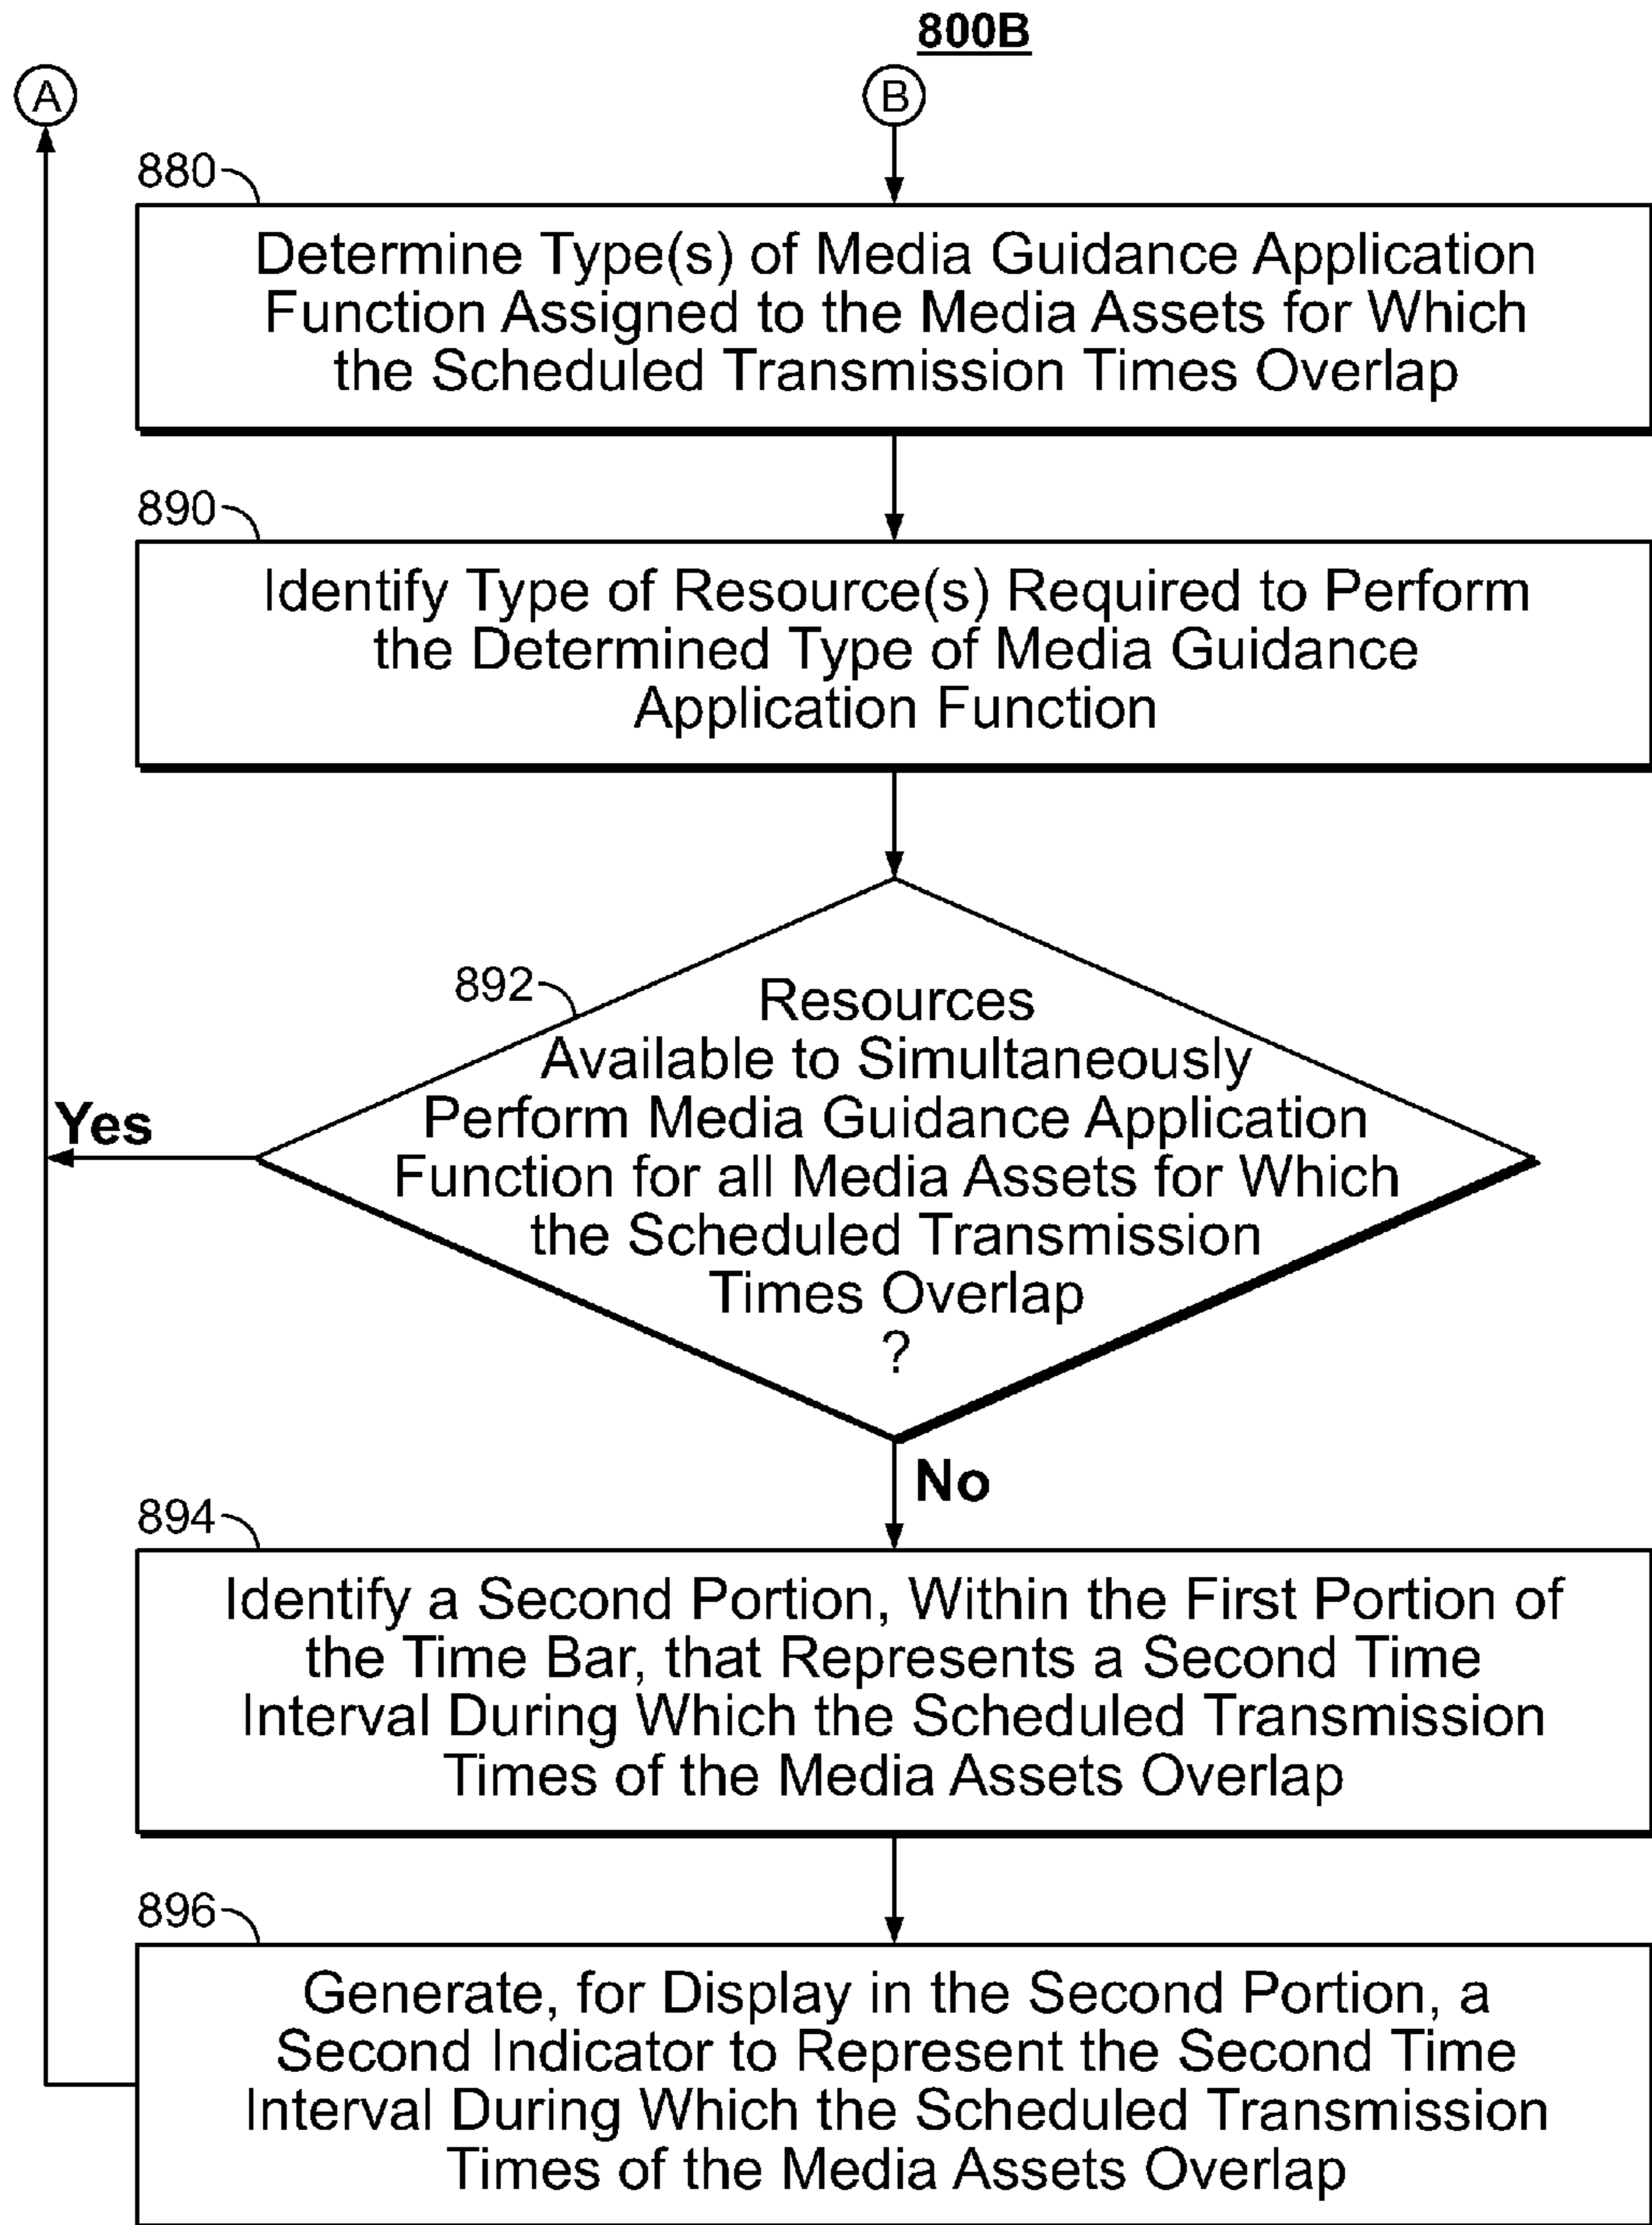 800B
A
B
880
Determine Type(s) of Media Guidance Application
Function Assigned to the Media Assets for Which
the Scheduled Transmission Times Overlap
890
Identify Type of Resource(s) Required to Perform
the Determined Type of Media Guidance
Application Function
892
Resources
Available to Simultaneously
Perform Media Guidance Application
Function for all Media Assets for Which
the Scheduled Transmission
Times Overlap
?
Yes
No
894
Identify a Second Portion, Within the First Portion of
the Time Bar, that Represents a Second Time
Interval During Which the Scheduled Transmission
Times of the Media Assets Overlap
896
Generate, for Display in the Second Portion, a
Second Indicator to Represent the Second Time
Interval During Which the Scheduled Transmission
Times of the Media Assets Overlap